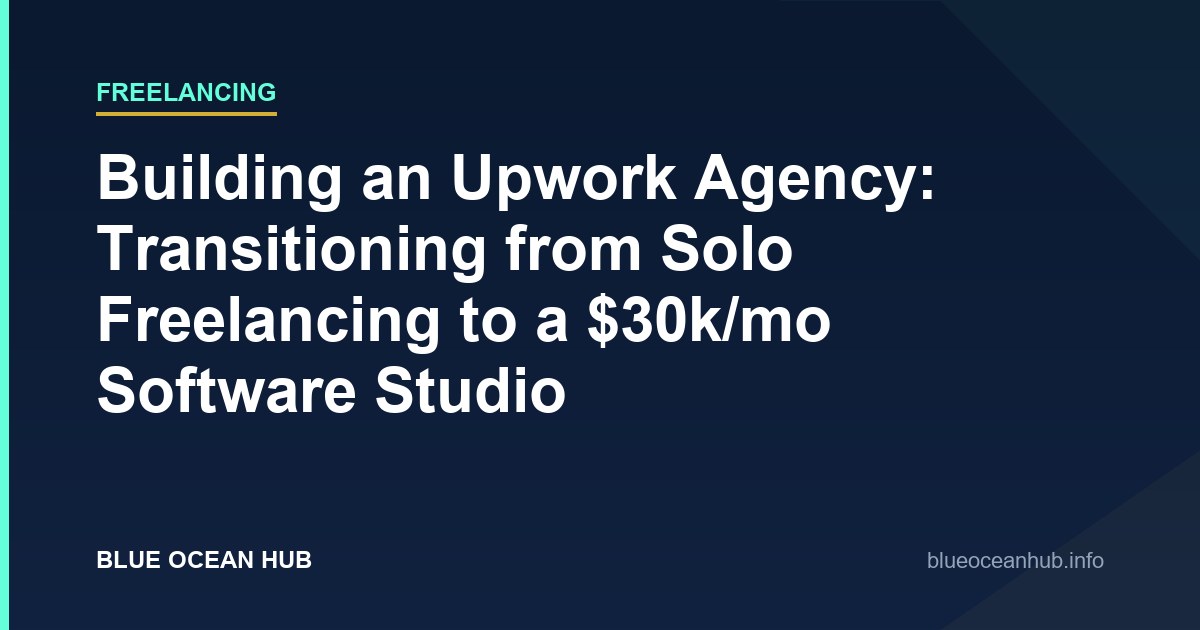 FREELANCING
Building an Upwork Agency:
Transitioning from Solo
Freelancing to a $30k/mo
Software Studio
BLUE OCEAN HUB
blueoceanhub.info